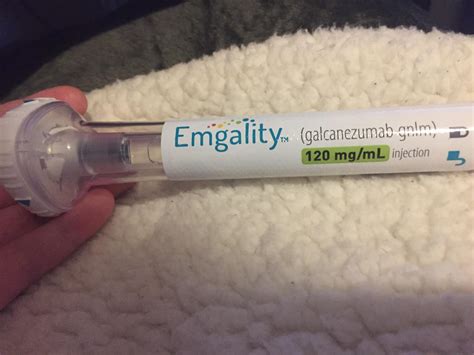 Emgality™ (galcanezumab-gnlm)
120 mg/mL injection